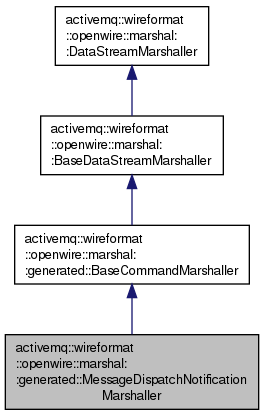 activemq::wireformat
::openwire::marshal:
:DataStreamMarshaller
activemq::wireformat
::openwire::marshal:
:BaseDataStreamMarshaller
activemq::wireformat
::openwire::marshal:
:generated::BaseCommandMarshaller
activemq::wireformat
::openwire::marshal:
:generated::MessageDispatchNotification
Marshaller